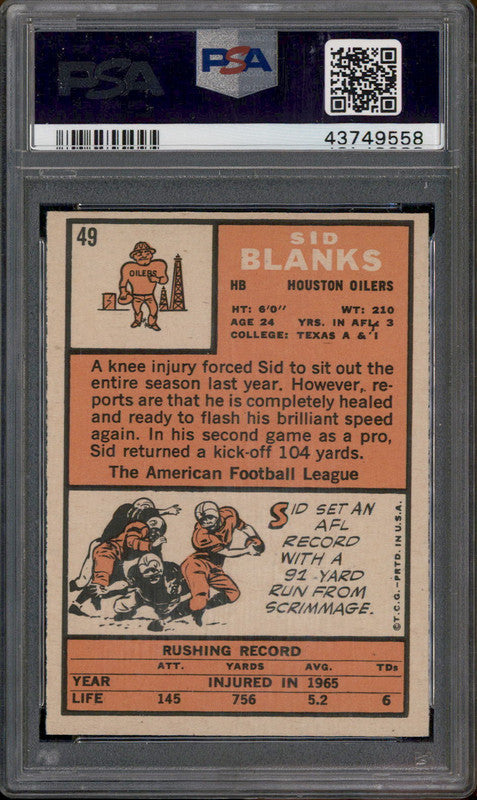 PSA
PSA
43749558
49
SID
BLANKS
OILERS
HB HOUSTON OILERS
HT: 6'0" WT: 210
AGE 24 YRS. IN AFL 3
COLLEGE: TEXAS A & I
A knee injury forced Sid to sit out the
entire season last year. However, re-
ports are that he is completely healed
and ready to flash his brilliant speed
again. In his second game as a pro,
Sid returned a kick-off 104 yards.
The American Football League
SID SET AN
AFL
RECORD
WITH A
91-YARD
RUN FROM
SCRIMMAGE.
©T.C.G.-PRTD. IN U.S.A.
RUSHING RECORD
ATT. YARDS AVG. TDs
YEAR INJURED IN 1965
LIFE 145 756 5.2 6